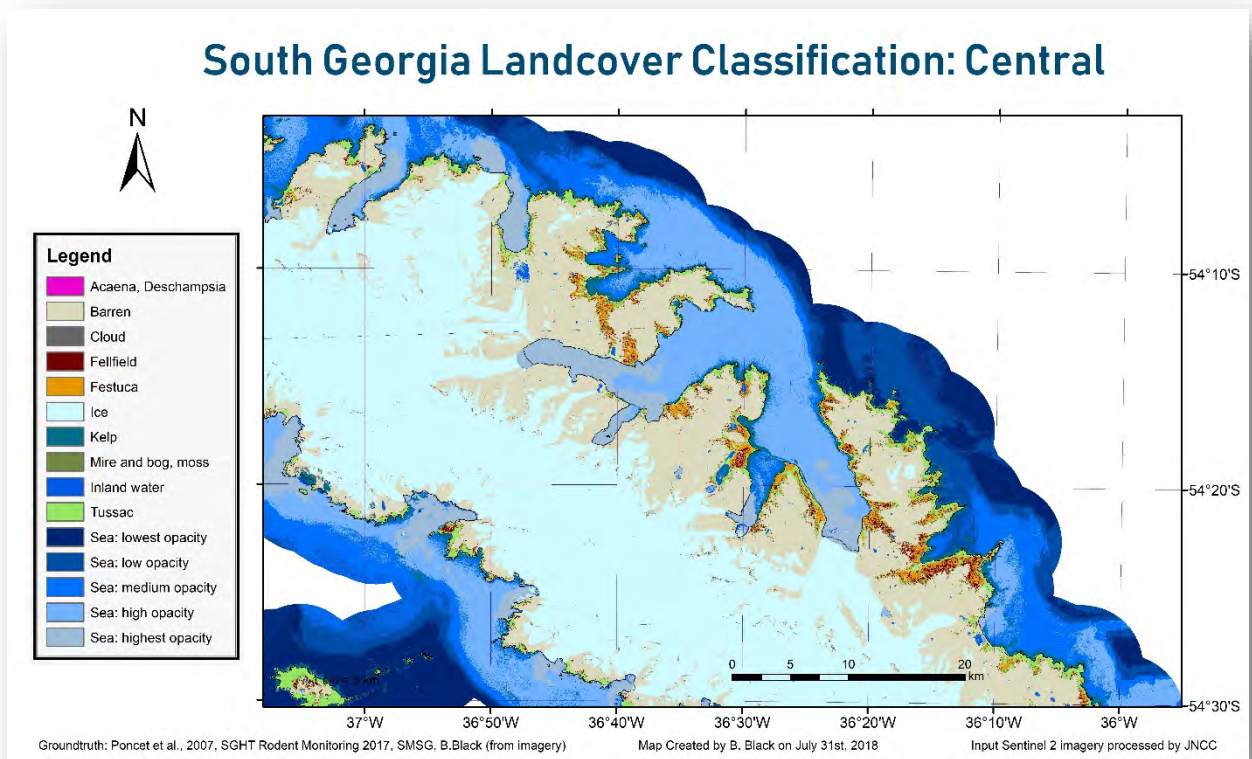 South Georgia Landcover Classification: Central
N
Legend
Acaena, Deschampsia
Barren
Cloud
Fellfield
Festuca
Ice
Kelp
Mire and bog, moss
Inland water
Tussac
Sea: lowest opacity
Sea: low opacity
Sea: medium opacity
Sea: high opacity
Sea: highest opacity
54°10'S
54°20'S
54°30'S
0 5 10 20
km
37°W 36°50'W 36°40'W 36°30'W 36°20'W 36°10'W 36°W
Groundtruth: Poncet et al., 2007, SGHT Rodent Monitoring 2017, SMSG, B.Black (from imagery) Map Created by B. Black on July 31st, 2018 Input Sentinel 2 imagery processed by JNCC